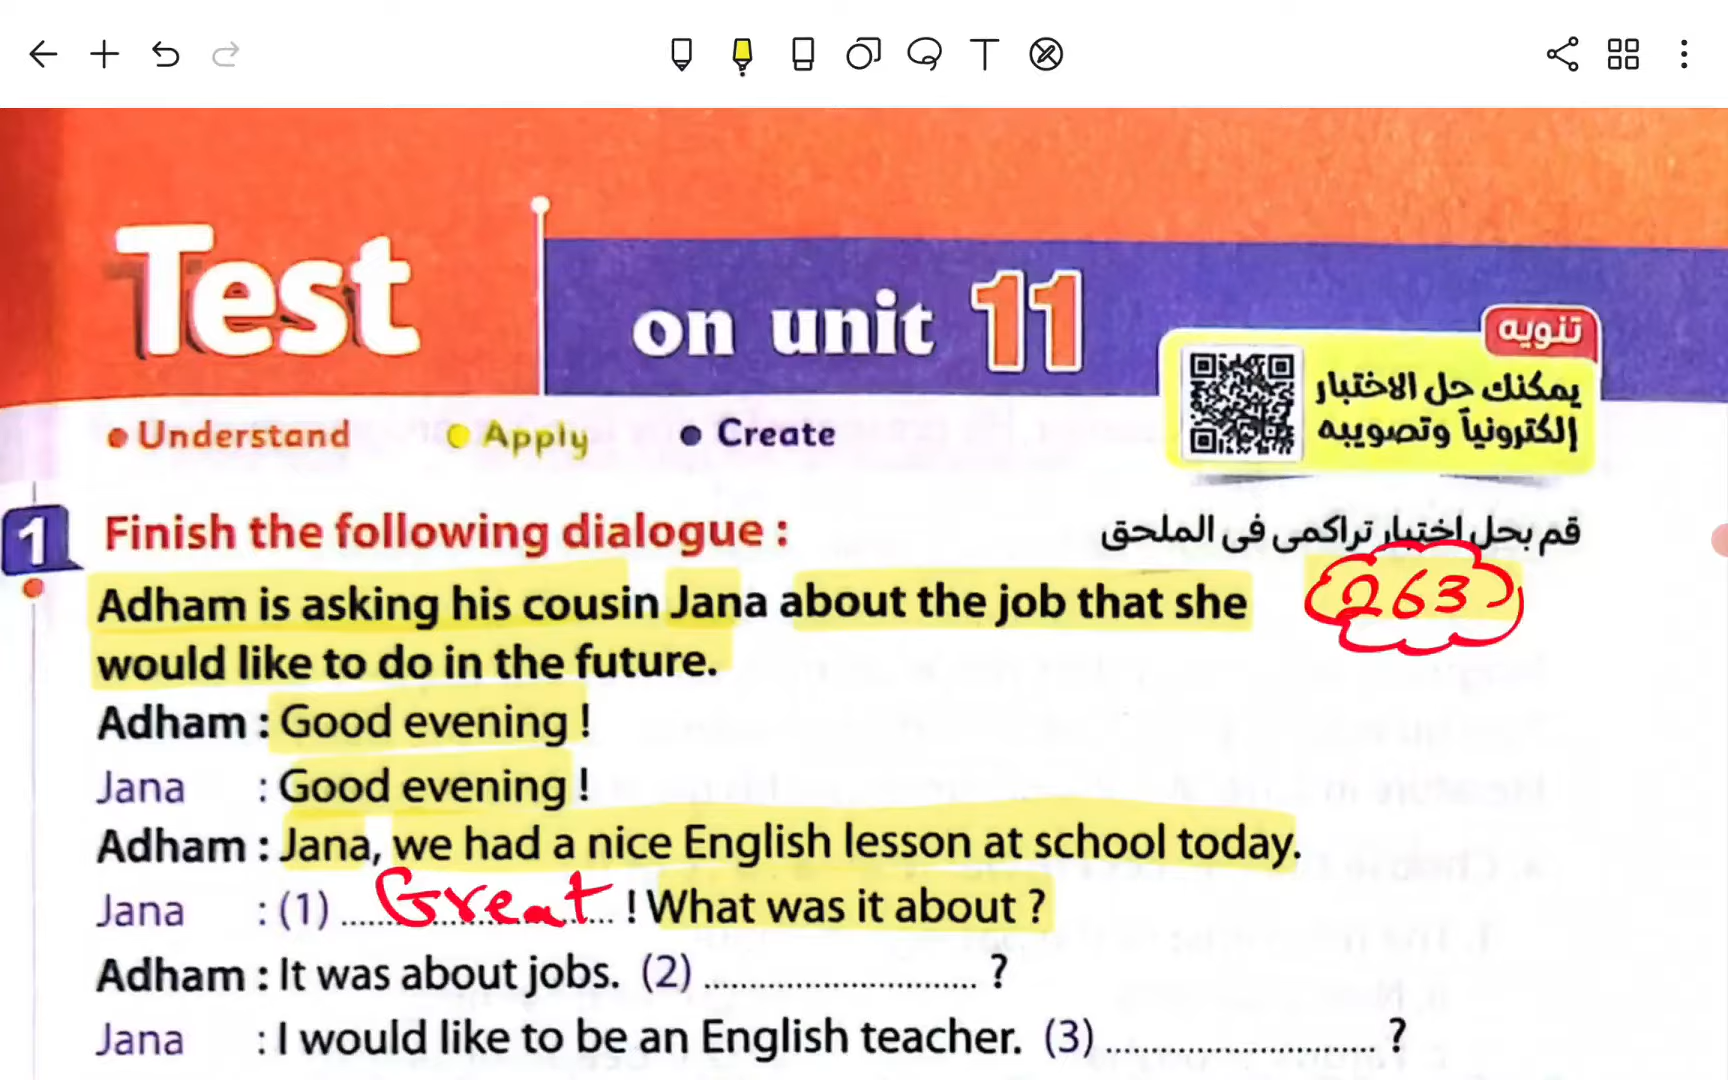 Test
on unit 11
تنويه
يمكنك حل الاختبار
إلكترونياً وتصويبه
Understand Apply Create
1 Finish the following dialogue :
قم بحل اختبار تراكمى فى الملحق
263
Adham is asking his cousin Jana about the job that she
would like to do in the future.
Adham : Good evening !
Jana : Good evening !
Adham : Jana, we had a nice English lesson at school today.
Jana : (1) Great ! What was it about ?
Adham : It was about jobs. (2) ........................... ?
Jana : I would like to be an English teacher. (3) ........................... ?